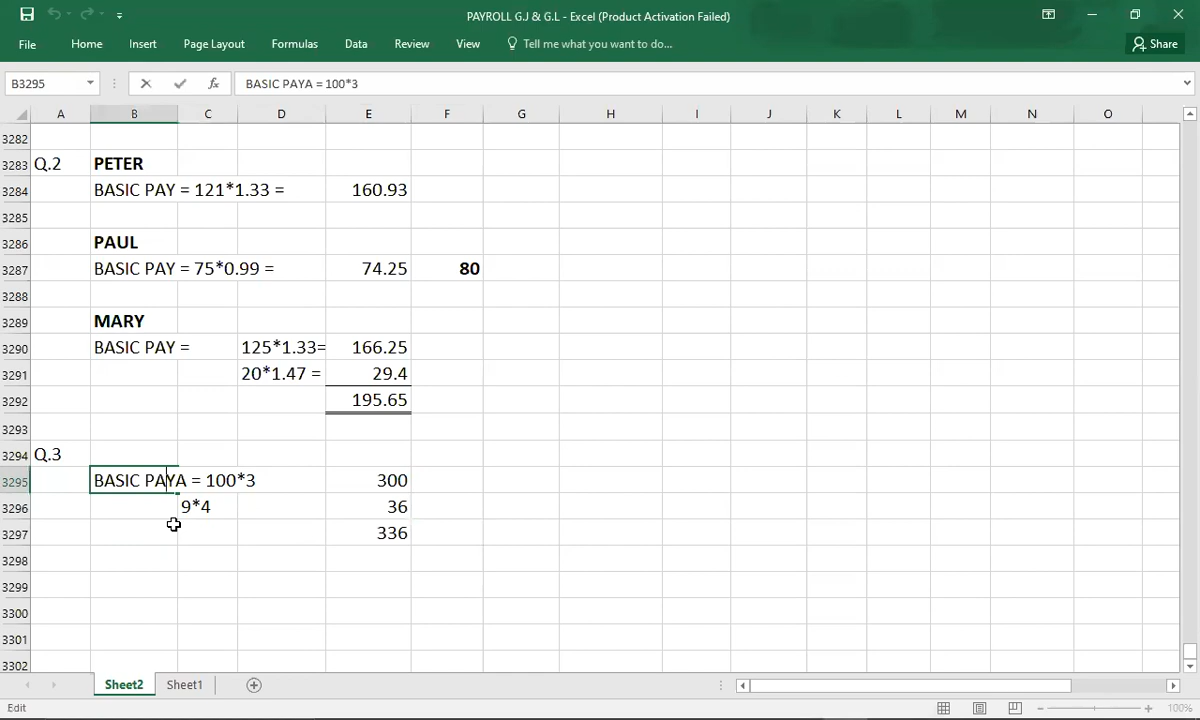 PAYROLL G.J & G.L - Excel (Product Activation Failed)
File Home Insert Page Layout Formulas Data Review View Tell me what you want to do... Share
B3295 fx BASIC PAYA = 100*3
A B C D E F G H I J K L M N O
3282
3283 Q.2 PETER
3284 BASIC PAY = 121*1.33 = 160.93
3285
3286 PAUL
3287 BASIC PAY = 75*0.99 = 74.25 80
3288
3289 MARY
3290 BASIC PAY = 125*1.33= 166.25
3291 20*1.47 = 29.4
3292 195.65
3293
3294 Q.3
3295 BASIC PAYA = 100*3 300
3296 9*4 36
3297 336
3298
3299
3300
3301
3302
Sheet2 Sheet1
Edit 100%